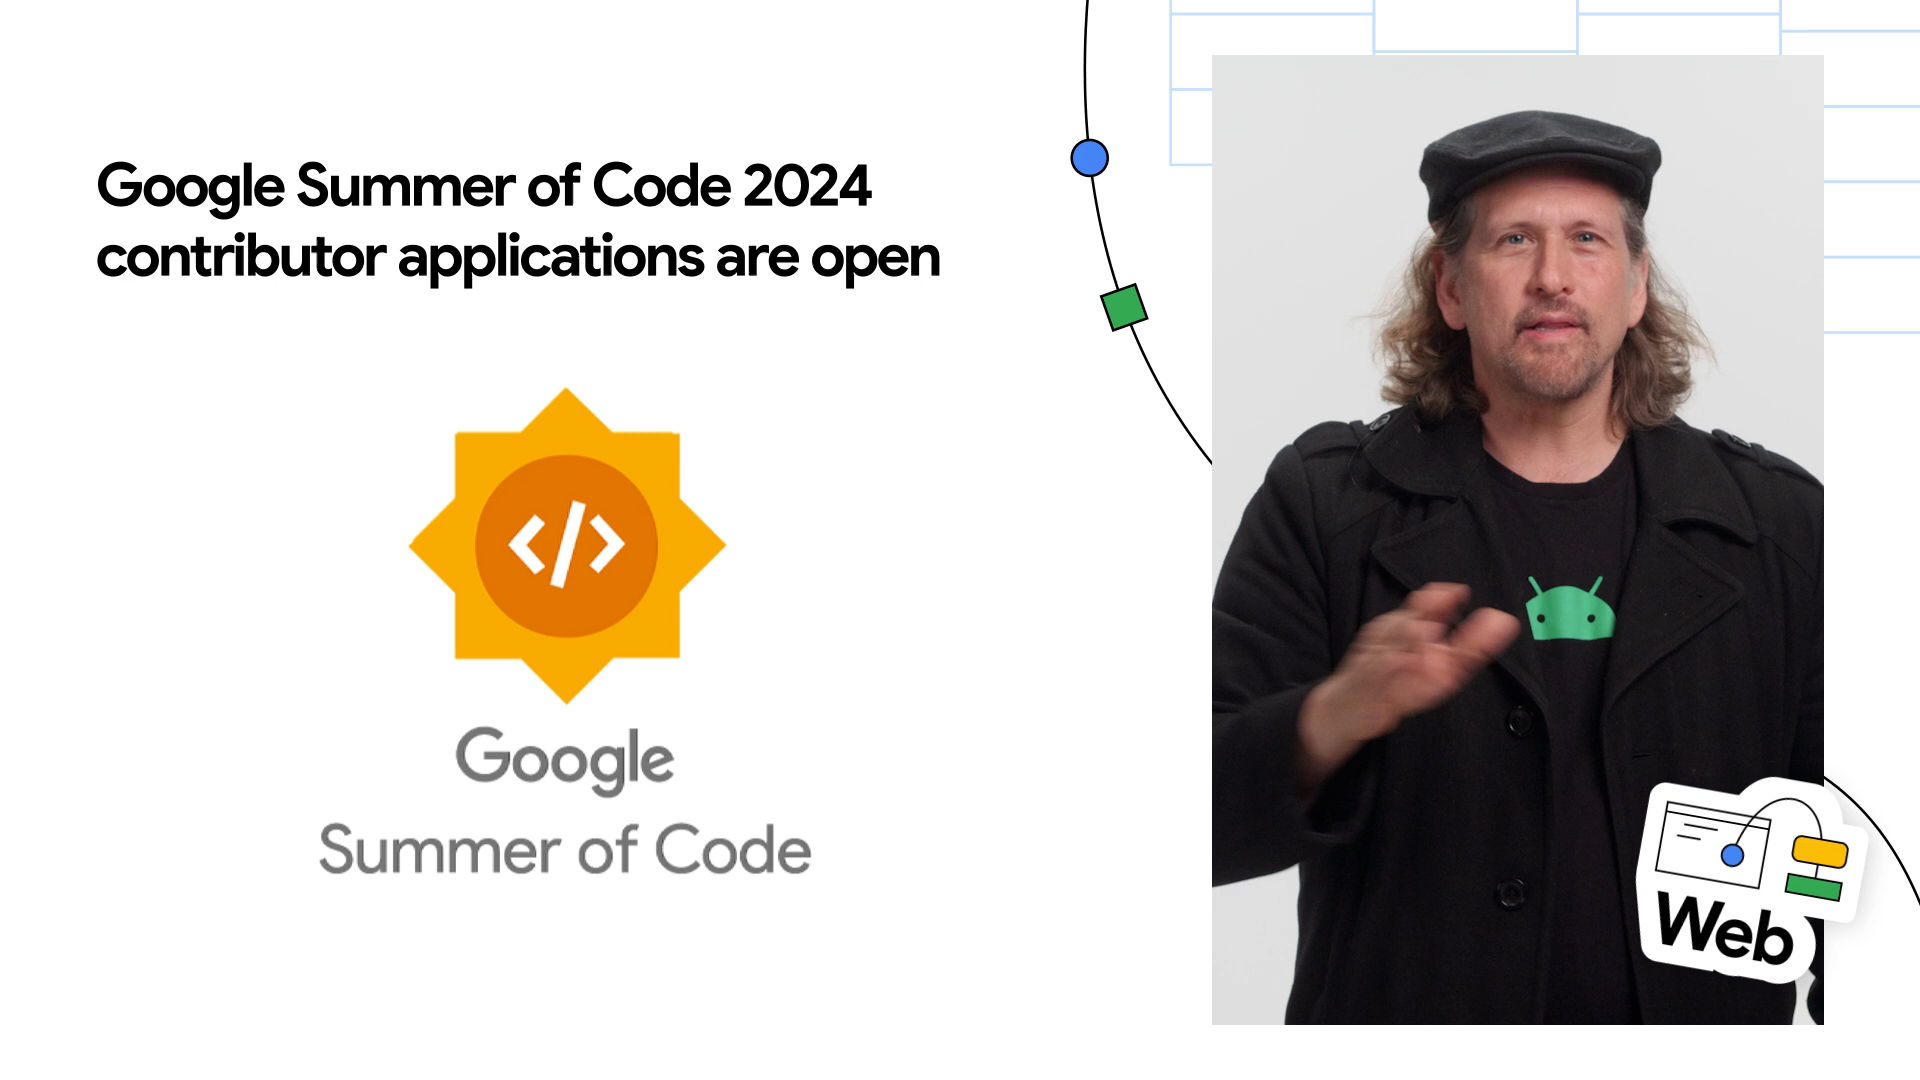 Google Summer of Code 2024
contributor applications are open
</>
Google
Summer of Code
Web